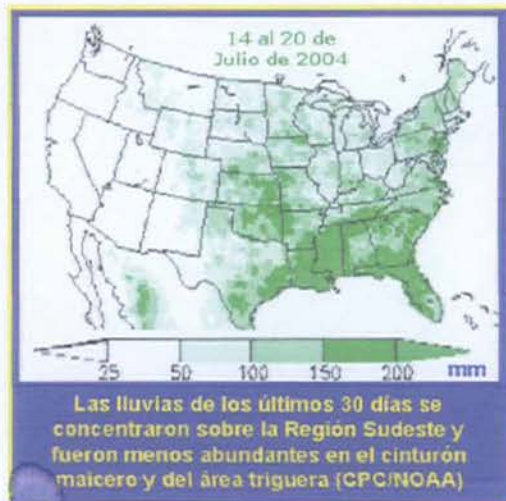 14 al 20 de
Julio de 2004
25 50 100 150 200 mm
Las lluvias de los últimos 30 días se
concentraron sobre la Región Sudeste y
fueron menos abundantes en el cinturón
maicero y del área triguera (CPC/NOAA)